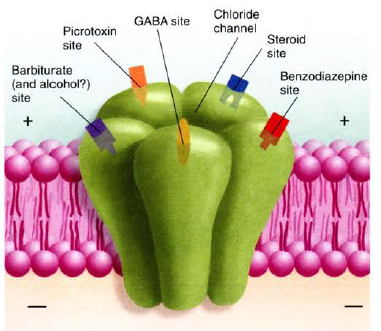 GABA site
Chloride
channel
Picrotoxin
site
Steroid
site
Barbiturate
(and alcohol?)
site
Benzodiazepine
site
+
+
—
—